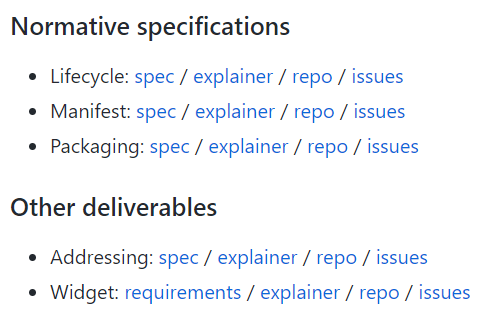 Normative specifications
Lifecycle: spec / explainer / repo / issues
Manifest: spec / explainer / repo / issues
Packaging: spec / explainer / repo / issues
Other deliverables
Addressing: spec / explainer / repo / issues
Widget: requirements / explainer / repo / issues